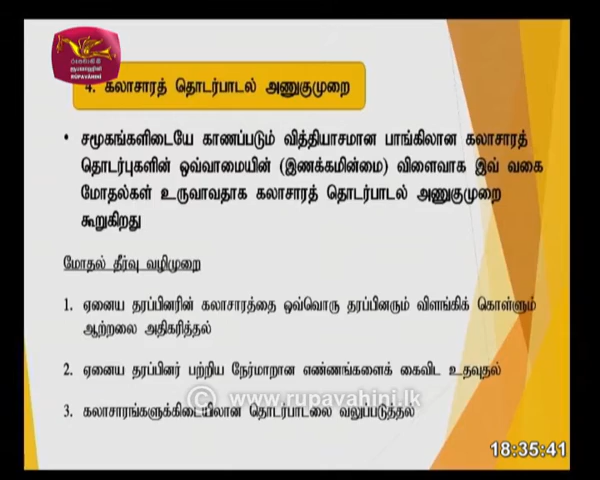 RUPAVAHINI
4. கலாசாரத் தொடர்பாடல் அணுகுமுறை
• சமூகங்களிடையே காணப்படும் வித்தியாசமான பாங்கிலான கலாசாரத்
தொடர்புகளின் ஒவ்வாமையின் (இணக்கமின்மை) விளைவாக இவ் வகை
மோதல்கள் உருவாவதாக கலாசாரத் தொடர்பாடல் அணுகுமுறை
கூறுகிறது
மோதல் தீர்வு வழிமுறை
1. ஏனைய தரப்பினரின் கலாசாரத்தை ஒவ்வொரு தரப்பினரும் விளங்கிக் கொள்ளும்
ஆற்றலை அதிகரித்தல்
2. ஏனைய தரப்பினர் பற்றிய நேர்மாறான எண்ணங்களைக் கைவிட உதவுதல்
© www.rupavahini.lk
3. கலாசாரங்களுக்கிடையிலான தொடர்பாடலை வலுப்படுத்தல்
18:35:41